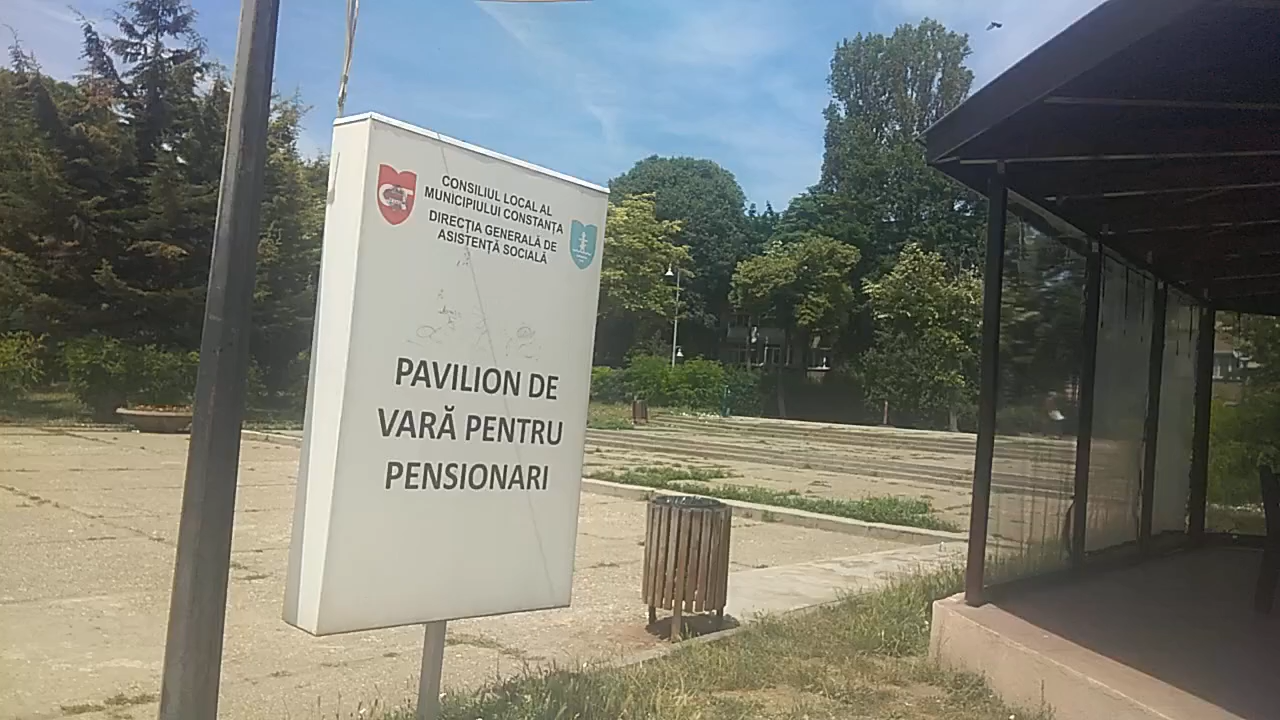 CONSILIUL LOCAL AL
MUNICIPIULUI CONSTANȚA
DIRECȚIA GENERALĂ DE
ASISTENȚĂ SOCIALĂ
PAVILION DE
VARĂ PENTRU
PENSIONARI